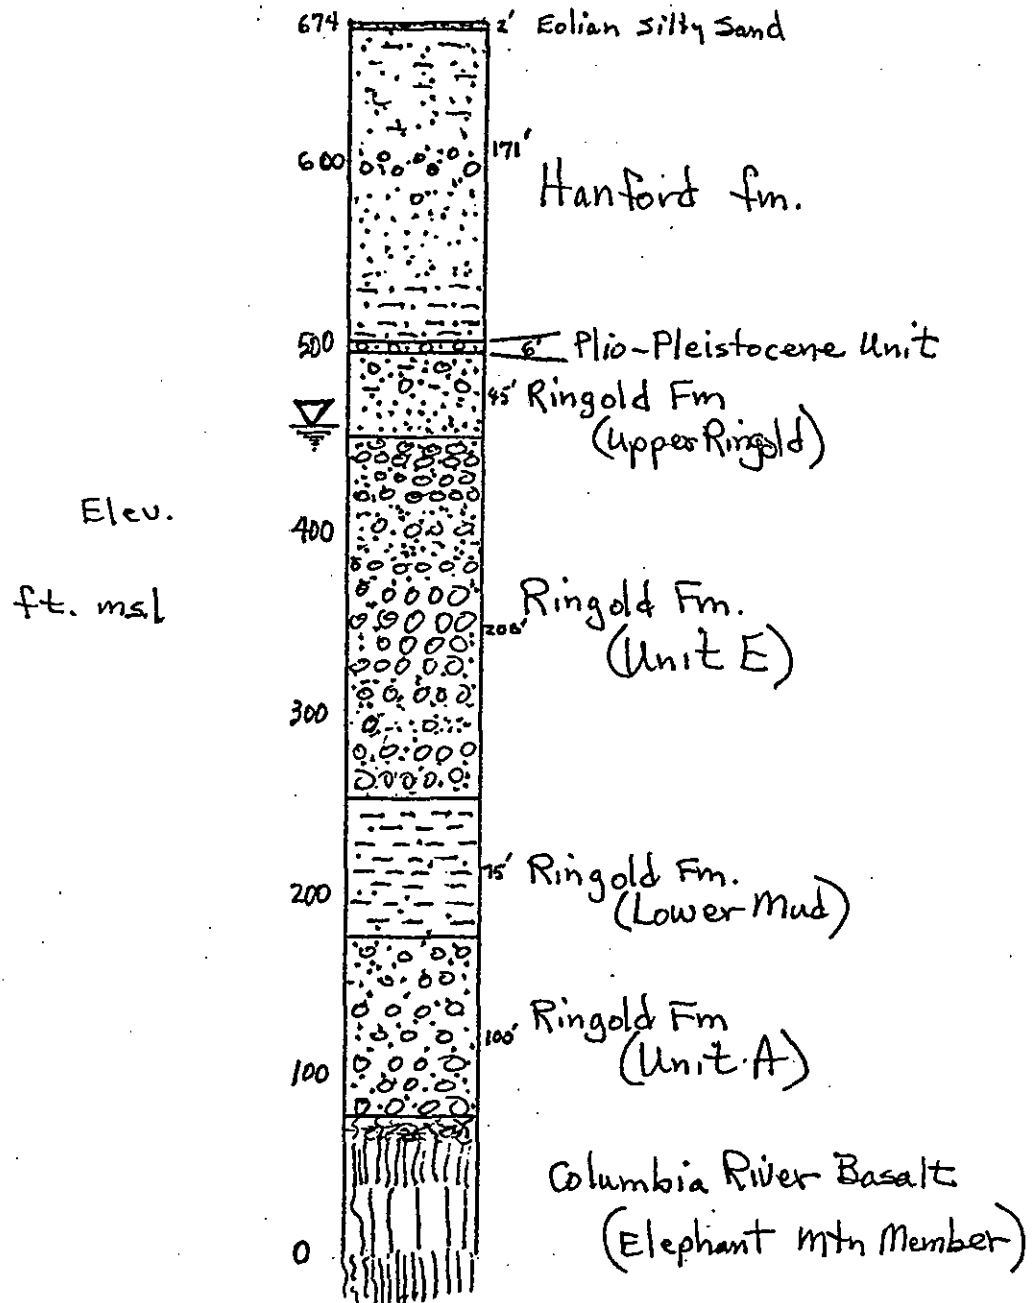 674 2' Eolian Silty Sand
600 171' Hanford fm.
500 6' Plio-Pleistocene Unit
45' Ringold Fm
(Upper Ringold)
Elev.
400
ft. msl
Ringold Fm.
208' (Unit E)
300
75' Ringold Fm.
200 (Lower Mud)
Ringold Fm
100' (Unit A)
100
Columbia River Basalt
(Elephant Mtn Member)
0